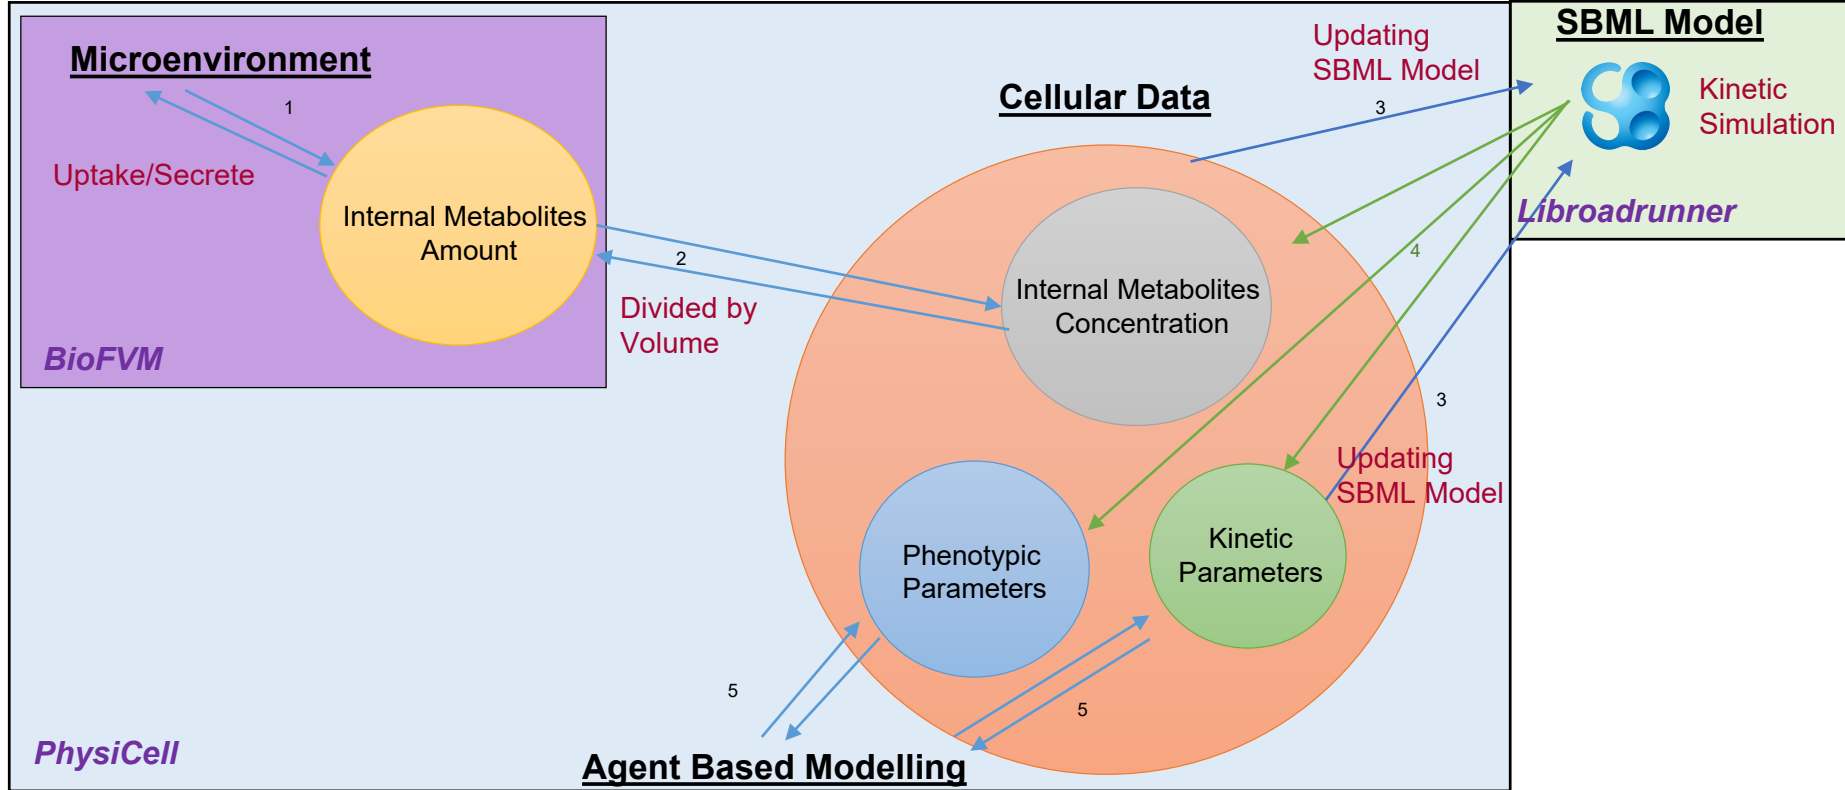 Microenvironment
1
Uptake/Secrete
Internal Metabolites
Amount
BioFVM
2
Divided by
Volume
Cellular Data
Internal Metabolites
Concentration
Updating
SBML Model
3
SBML Model
Kinetic
Simulation
Libroadrunner
4
3
Updating
SBML Model
Phenotypic
Parameters
Kinetic
Parameters
5
5
Agent Based Modelling
PhysiCell